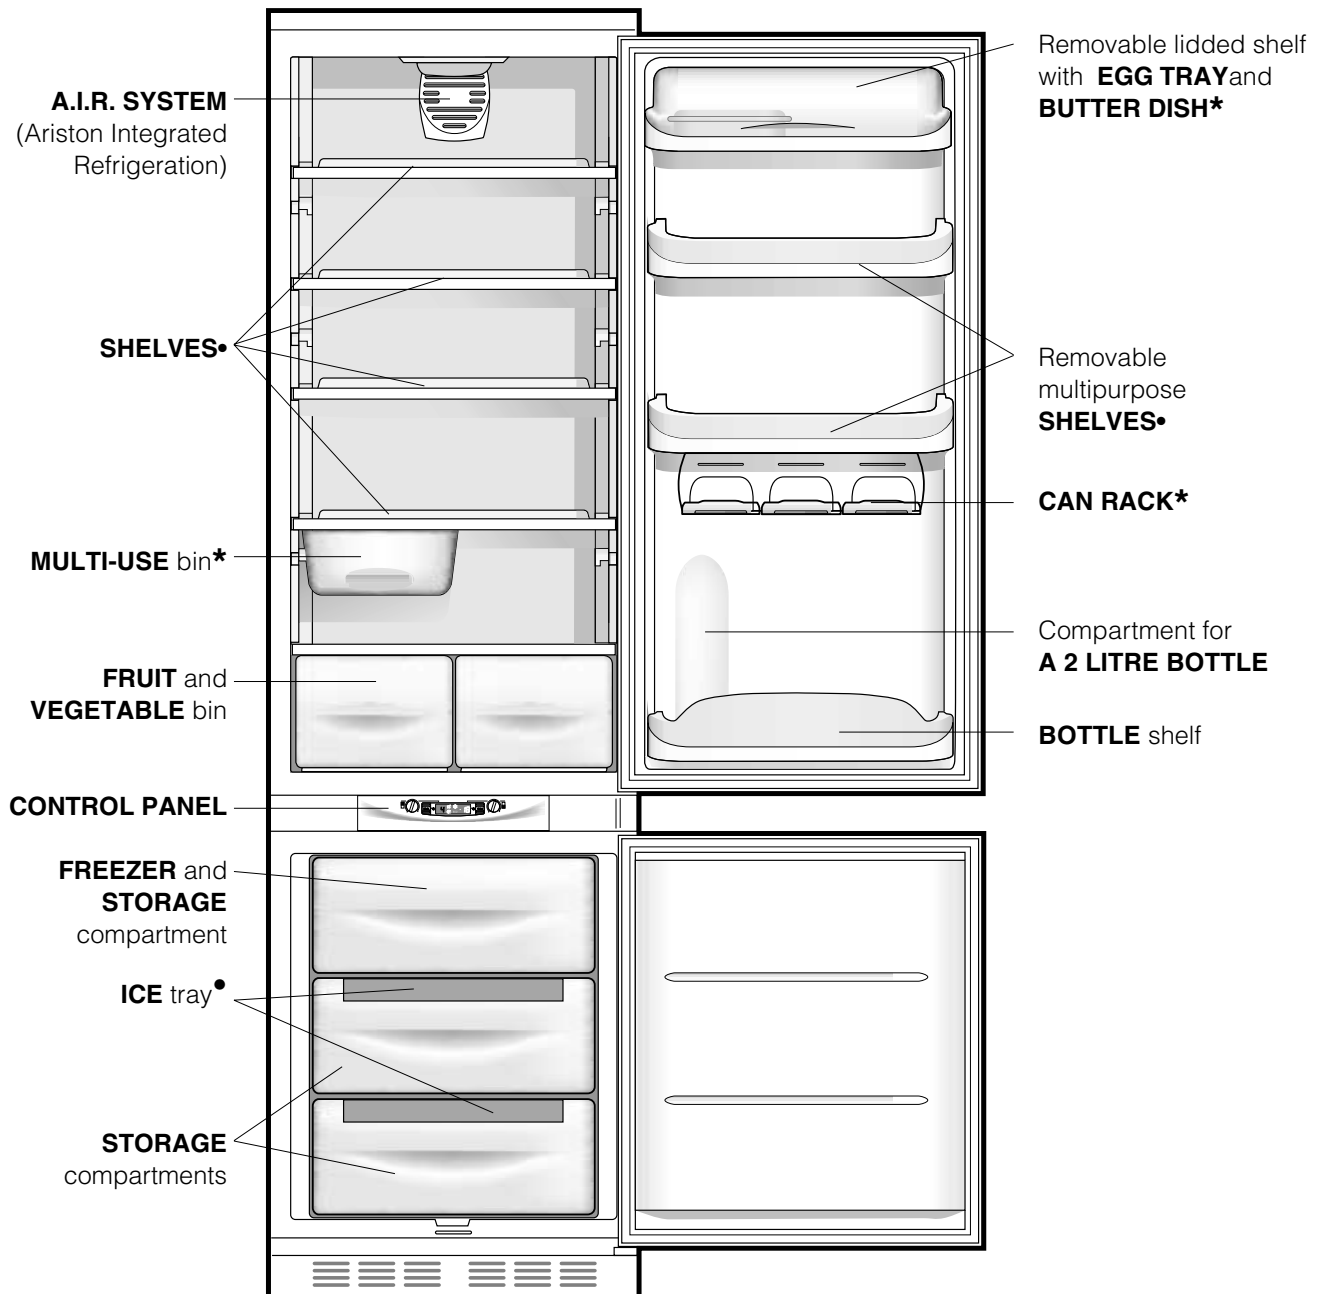 A.I.R. SYSTEM
(Ariston Integrated
Refrigeration)
SHELVES•
MULTI-USE bin*
FRUIT and
VEGETABLE bin
CONTROL PANEL
FREEZER and
STORAGE
compartment
ICE tray•
STORAGE
compartments
Removable lidded shelf
with EGG TRAYand
BUTTER DISH*
Removable
multipurpose
SHELVES•
CAN RACK*
Compartment for
A 2 LITRE BOTTLE
BOTTLE shelf